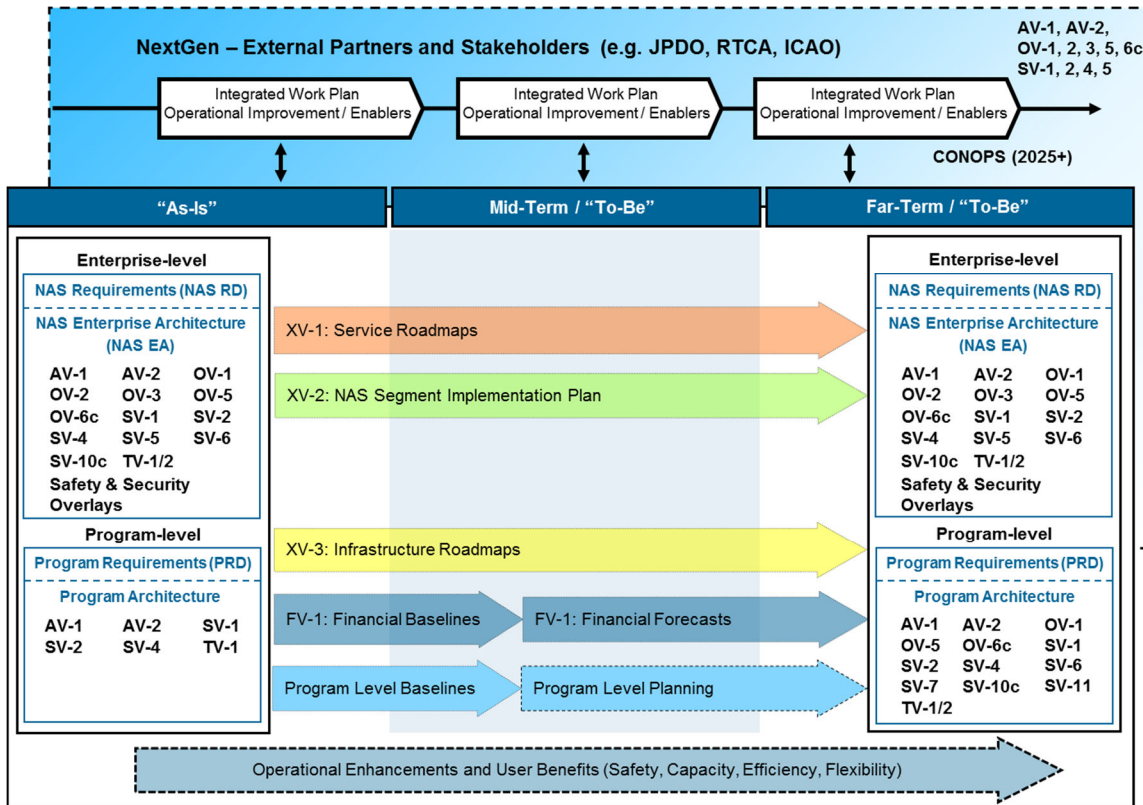 NextGen – External Partners and Stakeholders (e.g. JPDO, RTCA, ICAO)
AV-1, AV-2,
OV-1, 2, 3, 5, 6c
SV-1, 2, 4, 5
Integrated Work Plan
Operational Improvement / Enablers
Integrated Work Plan
Operational Improvement / Enablers
Integrated Work Plan
Operational Improvement / Enablers
CONOPS (2025+)
"As-Is"
Mid-Term / "To-Be"
Far-Term / "To-Be"
Enterprise-level
NAS Requirements (NAS RD)
NAS Enterprise Architecture
(NAS EA)
AV-1 AV-2 OV-1
OV-2 OV-3 OV-5
OV-6c SV-1 SV-2
SV-4 SV-5 SV-6
SV-10c TV-1/2
Safety & Security
Overlays
Program-level
Program Requirements (PRD)
Program Architecture
AV-1 AV-2 SV-1
SV-2 SV-4 TV-1
XV-1: Service Roadmaps
XV-2: NAS Segment Implementation Plan
XV-3: Infrastructure Roadmaps
FV-1: Financial Baselines
FV-1: Financial Forecasts
Program Level Baselines
Program Level Planning
Enterprise-level
NAS Requirements (NAS RD)
NAS Enterprise Architecture
(NAS EA)
AV-1 AV-2 OV-1
OV-2 OV-3 OV-5
OV-6c SV-1 SV-2
SV-4 SV-5 SV-6
SV-10c TV-1/2
Safety & Security
Overlays
Program-level
Program Requirements (PRD)
Program Architecture
AV-1 AV-2 OV-1
OV-5 OV-6c SV-1
SV-2 SV-4 SV-6
SV-7 SV-10c SV-11
TV-1/2
Operational Enhancements and User Benefits (Safety, Capacity, Efficiency, Flexibility)